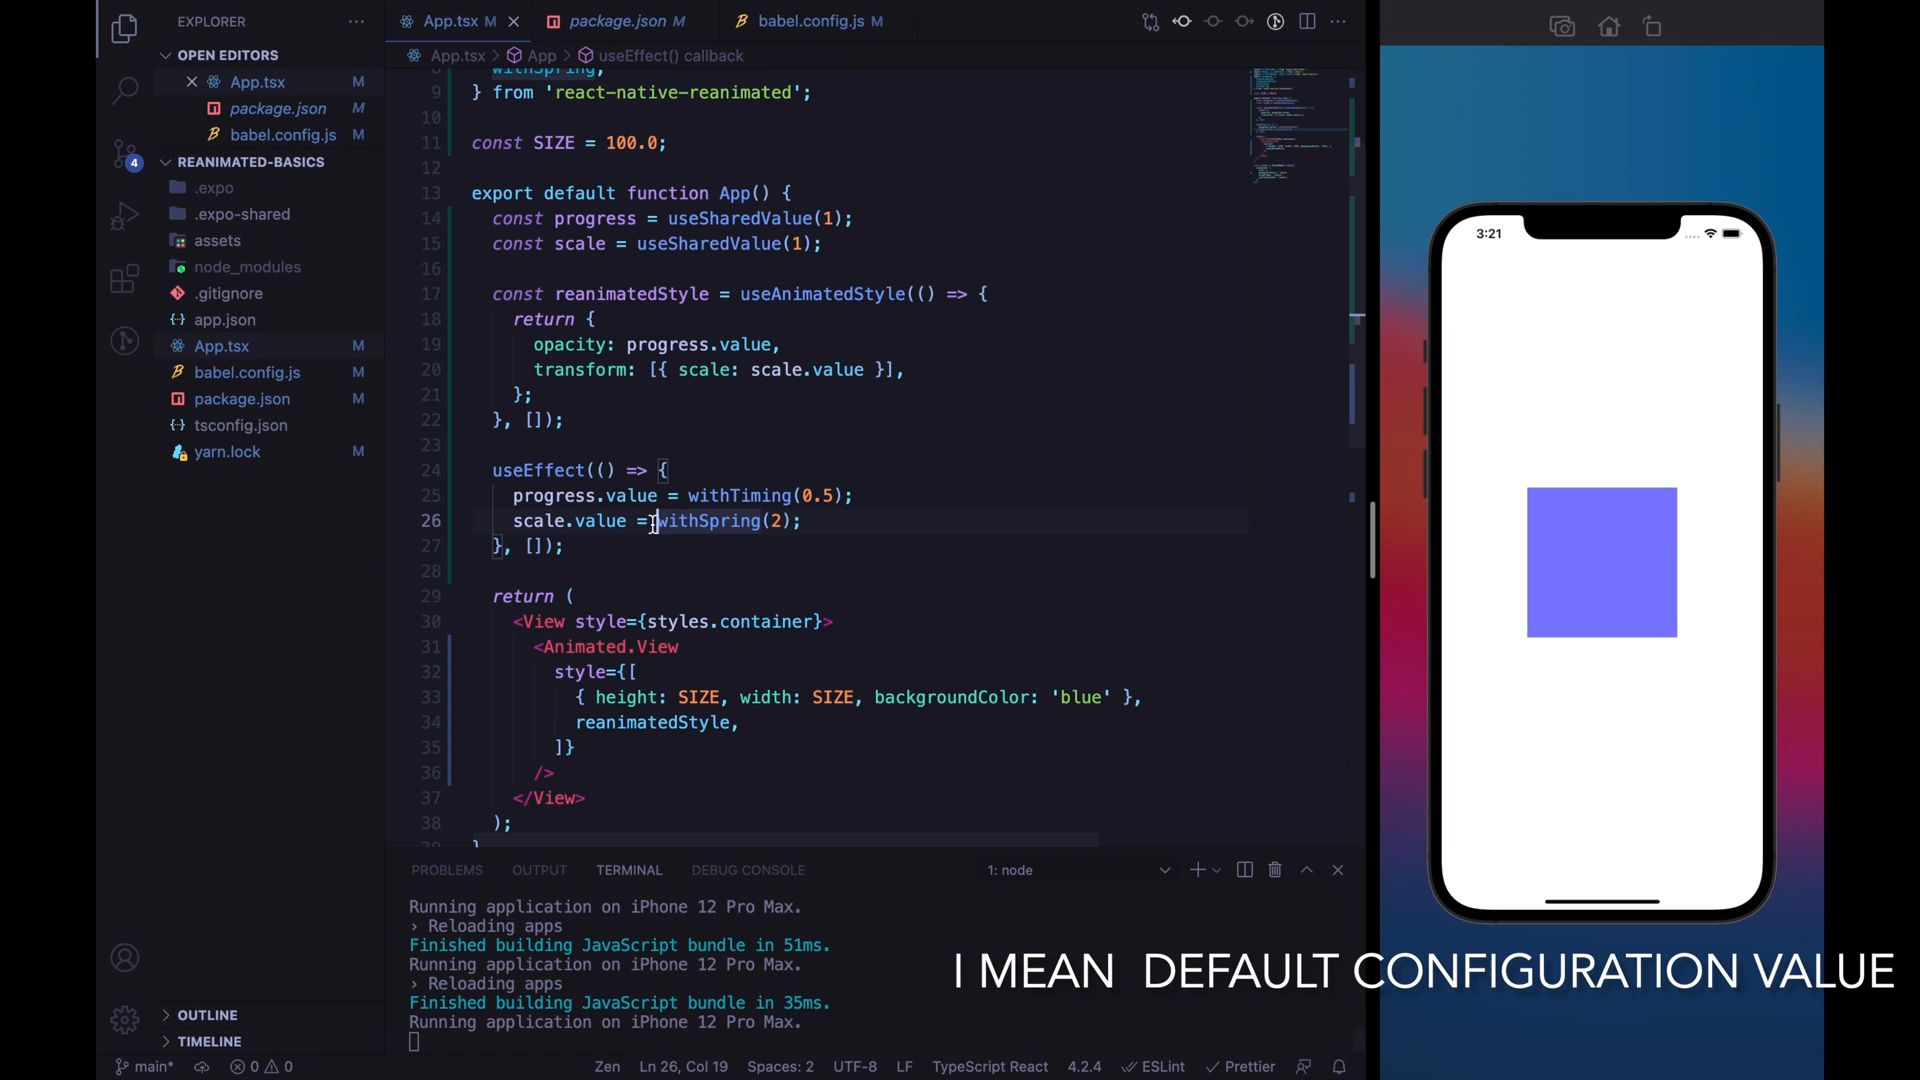 EXPLORER
OPEN EDITORS
App.tsx M
package.json M
babel.config.js M
4
REANIMATED-BASICS
.expo
.expo-shared
assets
node_modules
.gitignore
app.json
App.tsx M
babel.config.js M
package.json M
tsconfig.json
yarn.lock M
OUTLINE
TIMELINE
App.tsx M
package.json M
babel.config.js M
App.tsx > App > useEffect() callback
8 withSpring,
9 } from 'react-native-reanimated';
10
11 const SIZE = 100.0;
12
13 export default function App() {
14 const progress = useSharedValue(1);
15 const scale = useSharedValue(1);
16
17 const reanimatedStyle = useAnimatedStyle(() => {
18 return {
19 opacity: progress.value,
20 transform: [{ scale: scale.value }],
21 };
22 }, []);
23
24 useEffect(() => {
25 progress.value = withTiming(0.5);
26 scale.value = withSpring(2);
27 }, []);
28
29 return (
30 <View style={styles.container}>
31 <Animated.View
32 style={[
33 { height: SIZE, width: SIZE, backgroundColor: 'blue' },
34 reanimatedStyle,
35 ]}
36 />
37 </View>
38 );
39 }
PROBLEMS OUTPUT TERMINAL DEBUG CONSOLE 1: node
Running application on iPhone 12 Pro Max.
› Reloading apps
Finished building JavaScript bundle in 51ms.
Running application on iPhone 12 Pro Max.
› Reloading apps
Finished building JavaScript bundle in 35ms.
Running application on iPhone 12 Pro Max.
main* 0 0 Zen Ln 26, Col 19 Spaces: 2 UTF-8 LF TypeScript React 4.2.4 ESLint Prettier
3:21
I MEAN DEFAULT CONFIGURATION VALUE